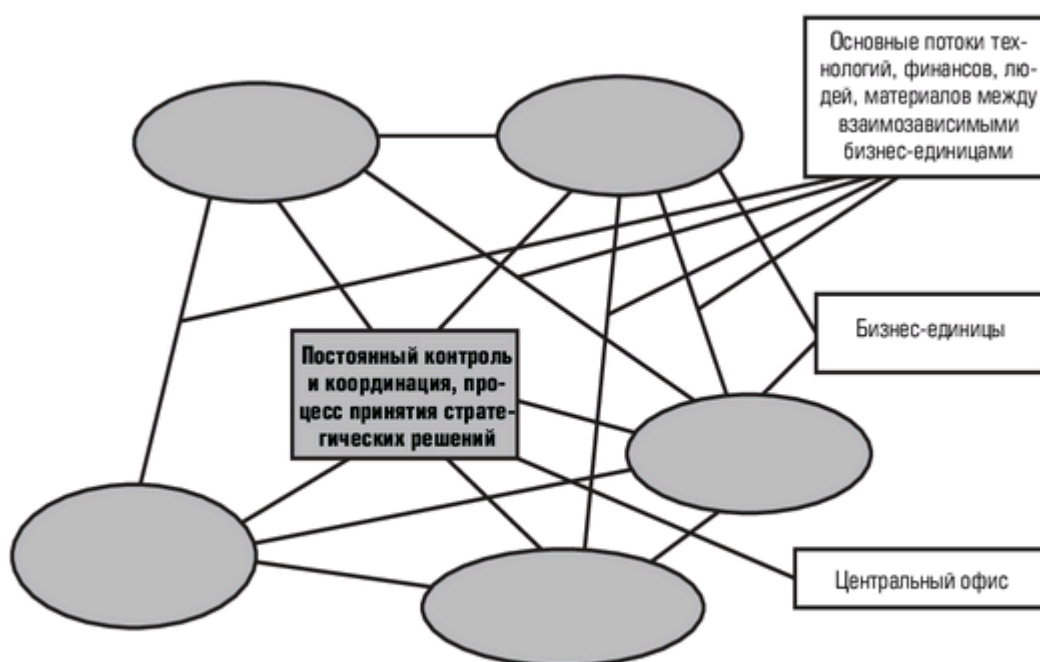 Основные потоки тех-
нологий, финансов, лю-
дей, материалов между
взаимозависимыми
бизнес-единицами
Бизнес-единицы
Постоянный контроль
и координация, про-
цесс принятия страте-
гических решений
Центральный офис